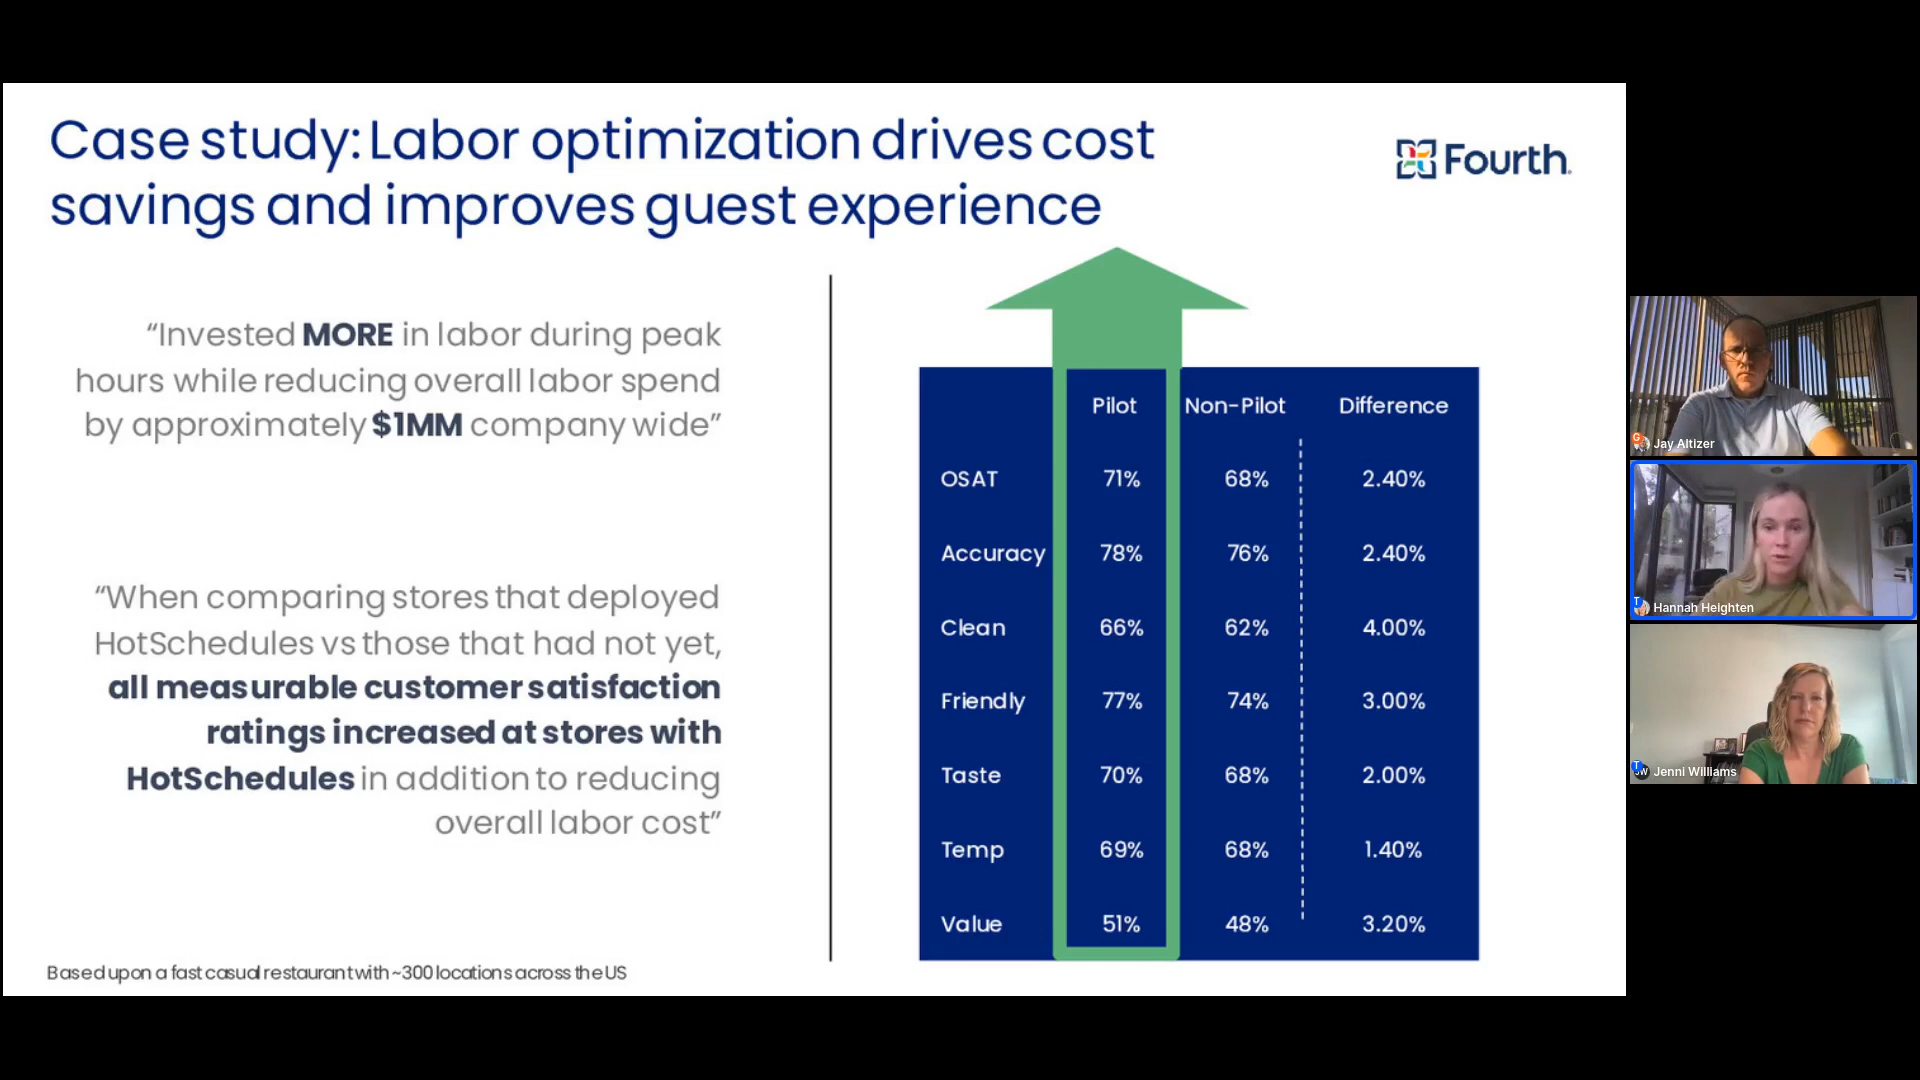 Case study: Labor optimization drives cost
savings and improves guest experience
Fourth®
“Invested MORE in labor during peak
hours while reducing overall labor spend
by approximately $1MM company wide”
“When comparing stores that deployed
HotSchedules vs those that had not yet,
all measurable customer satisfaction
ratings increased at stores with
HotSchedules in addition to reducing
overall labor cost”
Based upon a fast casual restaurant with ~300 locations across the US
Pilot Non-Pilot Difference
OSAT 71% 68% 2.40%
Accuracy 78% 76% 2.40%
Clean 66% 62% 4.00%
Friendly 77% 74% 3.00%
Taste 70% 68% 2.00%
Temp 69% 68% 1.40%
Value 51% 48% 3.20%
G Jay Altizer
T Hannah Heighten
T JW Jenni Williams